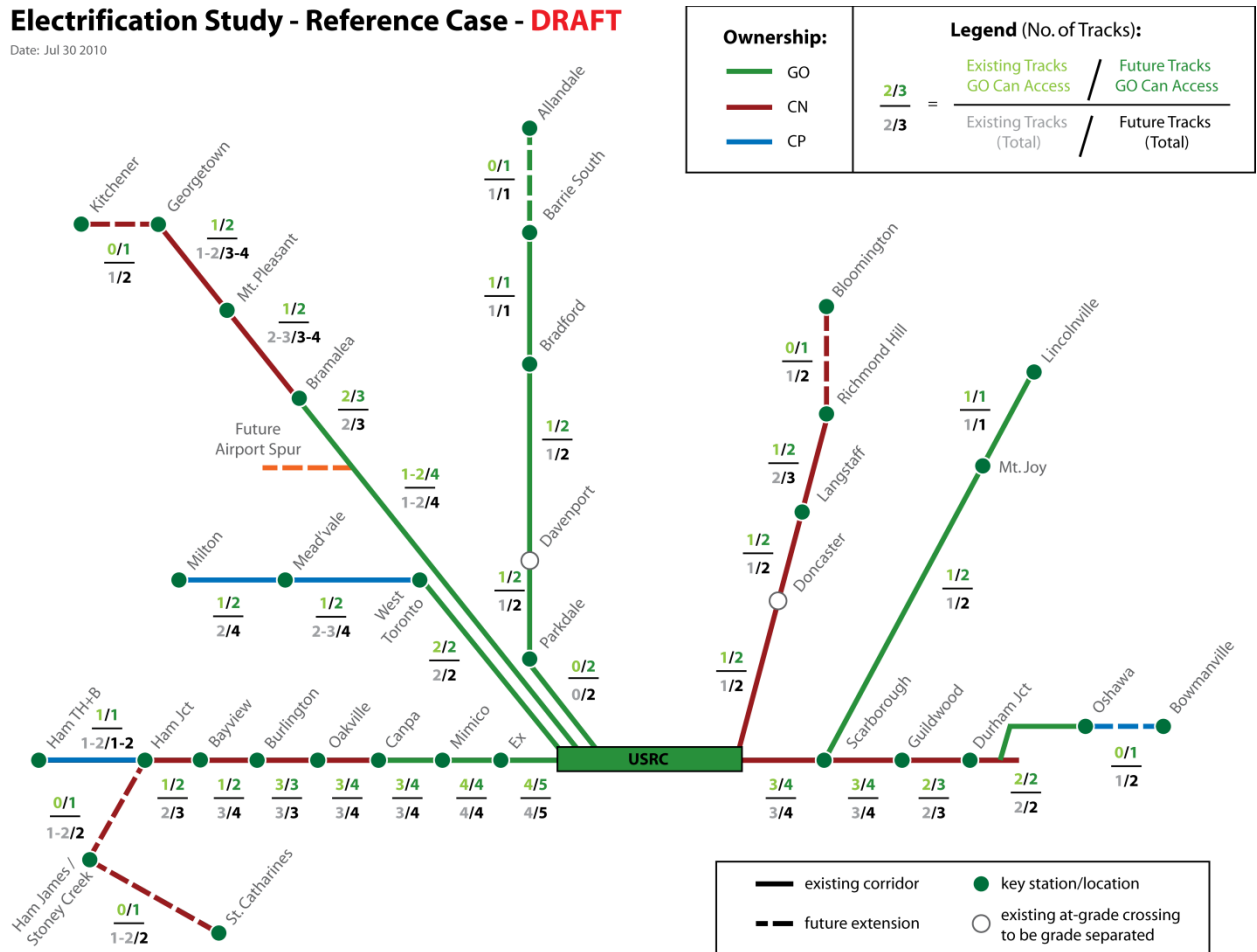 Electrification Study - Reference Case - DRAFT
Date: Jul 30 2010
Ownership:
GO
CN
CP
Legend (No. of Tracks):
2/3
2/3
=
Existing Tracks
GO Can Access
/
Future Tracks
GO Can Access
Existing Tracks
(Total)
/
Future Tracks
(Total)
Kitchener
0/1
1/2
Georgetown
1/2
1-2/3-4
Mt. Pleasant
1/2
2-3/3-4
Bramalea
2/3
2/3
Future
Airport Spur
1-2/4
1-2/4
Allandale
0/1
1/1
Barrie South
1/1
1/1
Bradford
1/2
1/2
Davenport
1/2
1/2
Parkdale
0/2
0/2
Bloomington
0/1
1/2
Richmond Hill
1/2
2/3
Langstaff
1/2
1/2
Doncaster
1/2
1/2
Lincolnville
1/1
1/1
Mt. Joy
1/2
1/2
Milton
1/2
2/4
Mead'vale
1/2
2-3/4
West
Toronto
2/2
2/2
Ham TH+B
1/1
1-2/1-2
Ham Jct
1/2
2/3
Bayview
1/2
3/4
Burlington
3/3
3/3
Oakville
3/4
3/4
Canpa
3/4
3/4
Mimico
4/4
4/4
Ex
4/5
4/5
USRC
3/4
3/4
Scarborough
3/4
3/4
Guildwood
2/3
2/3
Durham Jct
2/2
2/2
Oshawa
0/1
1/2
Bowmanville
0/1
1-2/2
Ham James /
Stoney Creek
0/1
1-2/2
St. Catharines
existing corridor
future extension
key station/location
existing at-grade crossing
to be grade separated